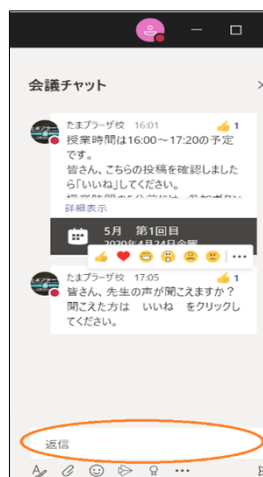 会議チャット
たまプラーザ校 16:01 1
授業時間は16:00～17:20の予定
です。
皆さん、こちらの投稿を確認しました
ら「いいね」してください。
詳細表示
5月 第1回目
2020年4月24日金曜
たまプラーザ校 17:05 1
皆さん、先生の声が聞こえますか？
聞こえた方は いいね をクリックし
てください。
返信